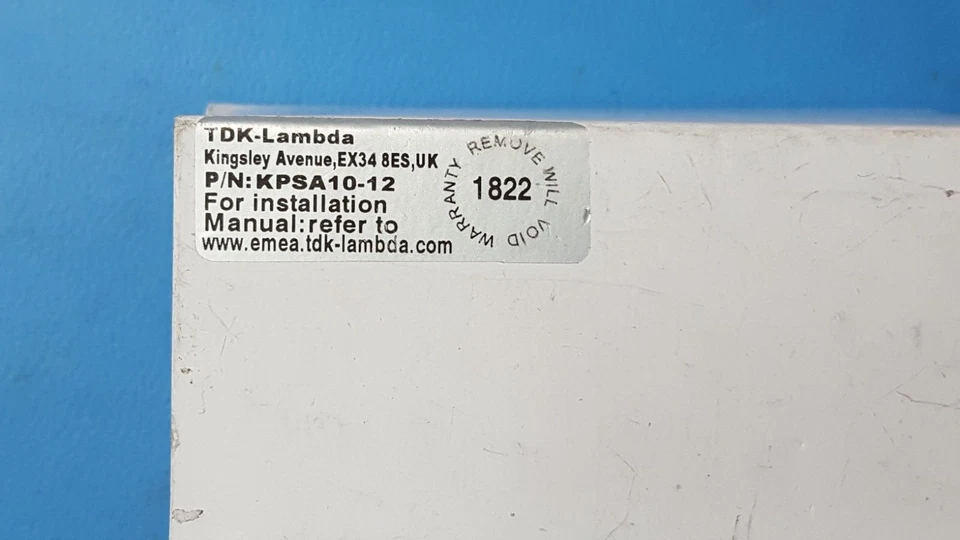 TDK-Lambda
Kingsley Avenue,EX34 8ES,UK
P/N:KPSA10-12
For installation
Manual:refer to
www.emea.tdk-lambda.com
WARRANTY REMOVE WILL VOID
1822